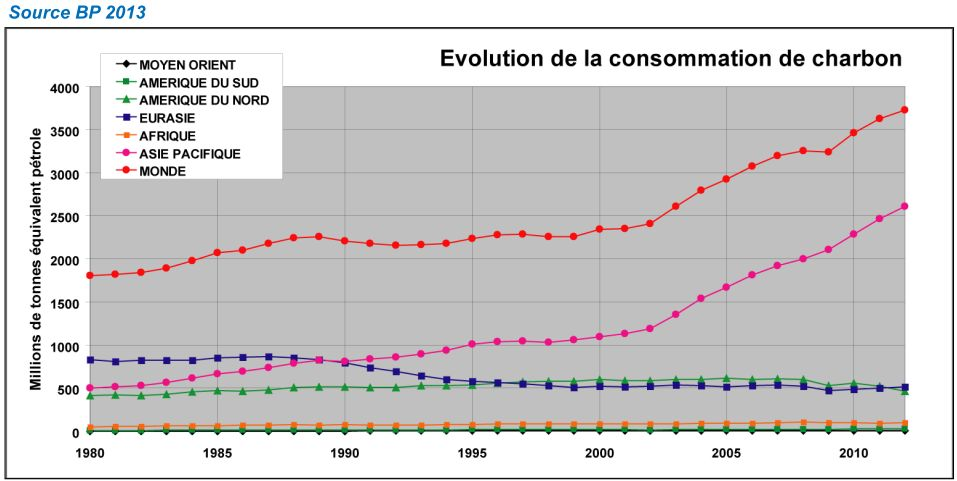 Source BP 2013
Evolution de la consommation de charbon
MOYEN ORIENT
AMERIQUE DU SUD
AMERIQUE DU NORD
EURASIE
AFRIQUE
ASIE PACIFIQUE
MONDE
Millions de tonnes équivalent pétrole
4000
3500
3000
2500
2000
1500
1000
500
0
1980 1985 1990 1995 2000 2005 2010